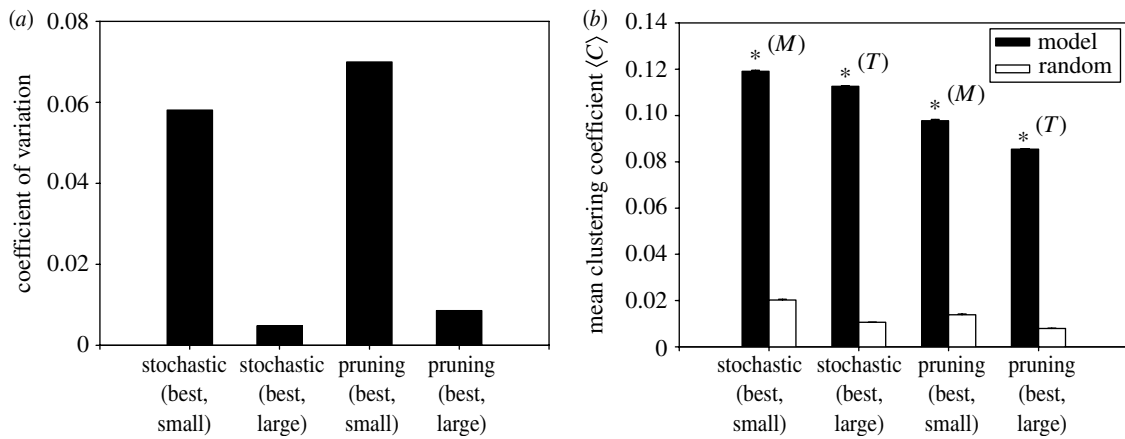 (a)
0.08
0.06
0.04
0.02
0
coefficient of variation
stochastic
(best,
small)
stochastic
(best,
large)
pruning
(best,
small)
pruning
(best,
large)
(b)
0.14
0.12
0.10
0.08
0.06
0.04
0.02
0
mean clustering coefficient ⟨C⟩
model
random
* (M)
* (T)
* (M)
* (T)
stochastic
(best,
small)
stochastic
(best,
large)
pruning
(best,
small)
pruning
(best,
large)